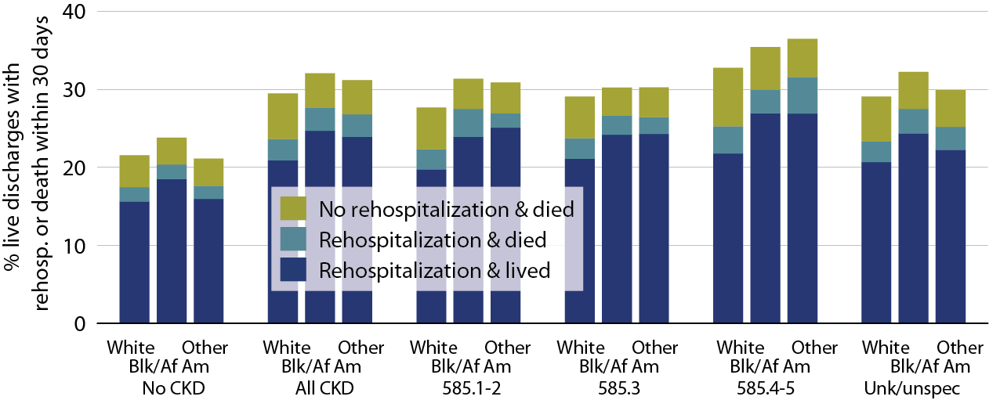 % live discharges with
rehosp. or death within 30 days
40
30
20
10
0
No rehospitalization & died
Rehospitalization & died
Rehospitalization & lived
White Other White Other White Other White Other White Other White Other
Blk/Af Am Blk/Af Am Blk/Af Am Blk/Af Am Blk/Af Am Blk/Af Am
No CKD All CKD 585.1-2 585.3 585.4-5 Unk/unspec